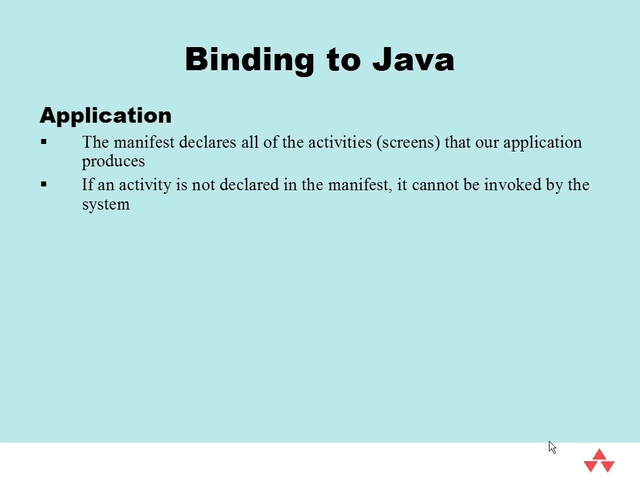 Binding to Java
Application
▪ The manifest declares all of the activities (screens) that our application
produces
▪ If an activity is not declared in the manifest, it cannot be invoked by the
system